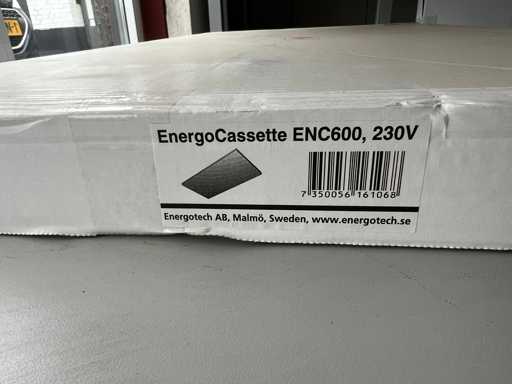 EnergoCassette ENC600, 230V
7 350056 161068
Energotech AB, Malmö, Sweden, www.energotech.se